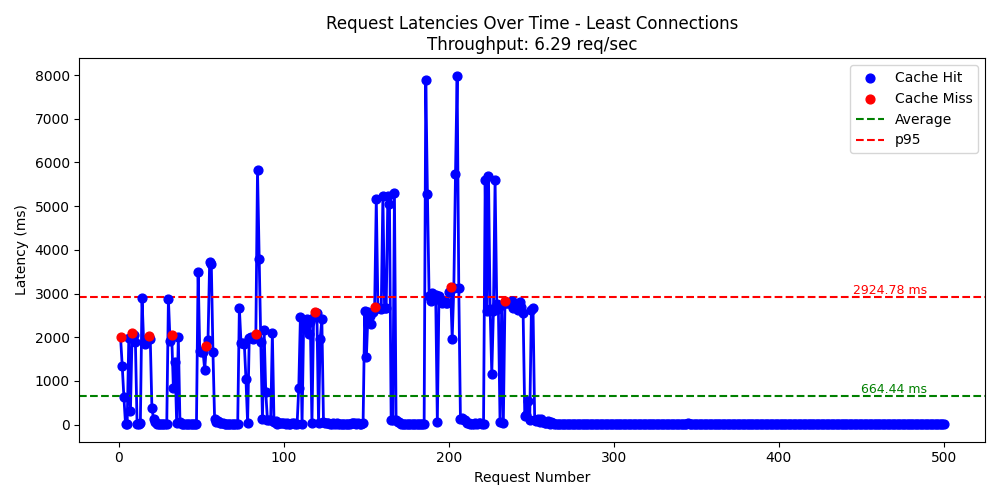 Request Latencies Over Time - Least Connections
Throughput: 6.29 req/sec
Latency (ms)
8000
7000
6000
5000
4000
3000
2000
1000
0
Cache Hit
Cache Miss
Average
p95
2924.78 ms
664.44 ms
0
100
200
300
400
500
Request Number